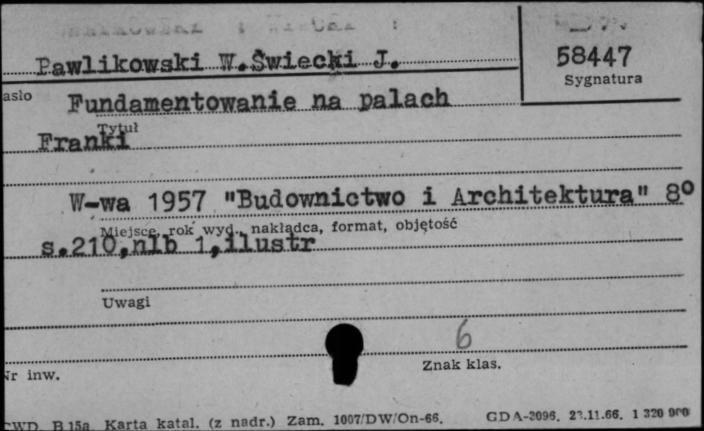 Pawlikowski W.Świecki J.
58447
Sygnatura
asło
Fundamentowanie na palach
Tytuł
Franki
W-wa 1957 "Budownictwo i Architektura" 8°
Miejsce, rok wyd., nakładca, format, objętość
s.210,nlb 1,ilustr
Uwagi
6
Znak klas.
Nr inw.
CWD B 15a. Karta katal. (z nadr.) Zam. 1007/DW/On-66. GDA-2096. 23.11.66. 1 320 000